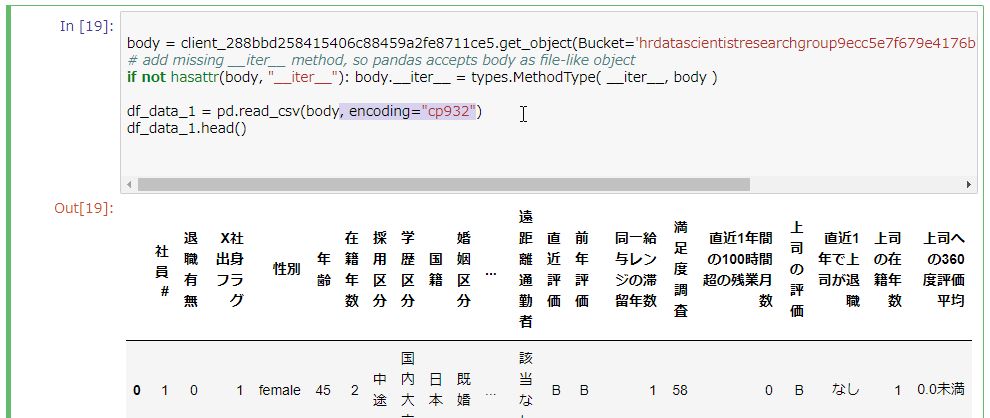 In [19]:
body = client_288bbd258415406c88459a2fe8711ce5.get_object(Bucket='hrdatascientistresearchgroup9ecc5e7f679e4176b
# add missing __iter__ method, so pandas accepts body as file-like object
if not hasattr(body, "__iter__"): body.__iter__ = types.MethodType( __iter__, body )
df_data_1 = pd.read_csv(body, encoding="cp932")
df_data_1.head()
Out[19]:
社員# 退職有無 X社出身フラグ 性別 年齢 在籍年数 採用区分 学歴区分 国籍 婚姻区分 ... 遠距離通勤者 直近評価 前年評価 同一給与レンジの滞留年数 満足度調査 直近1年間の100時間超の残業月数 上司の評価 直近1年で上司が退職 上司の在籍年数 上司への360度評価平均
0 1 0 1 female 45 2 中途 国内大 日本 既婚 ... 該当な B B 1 58 0 B なし 1 0.0未満